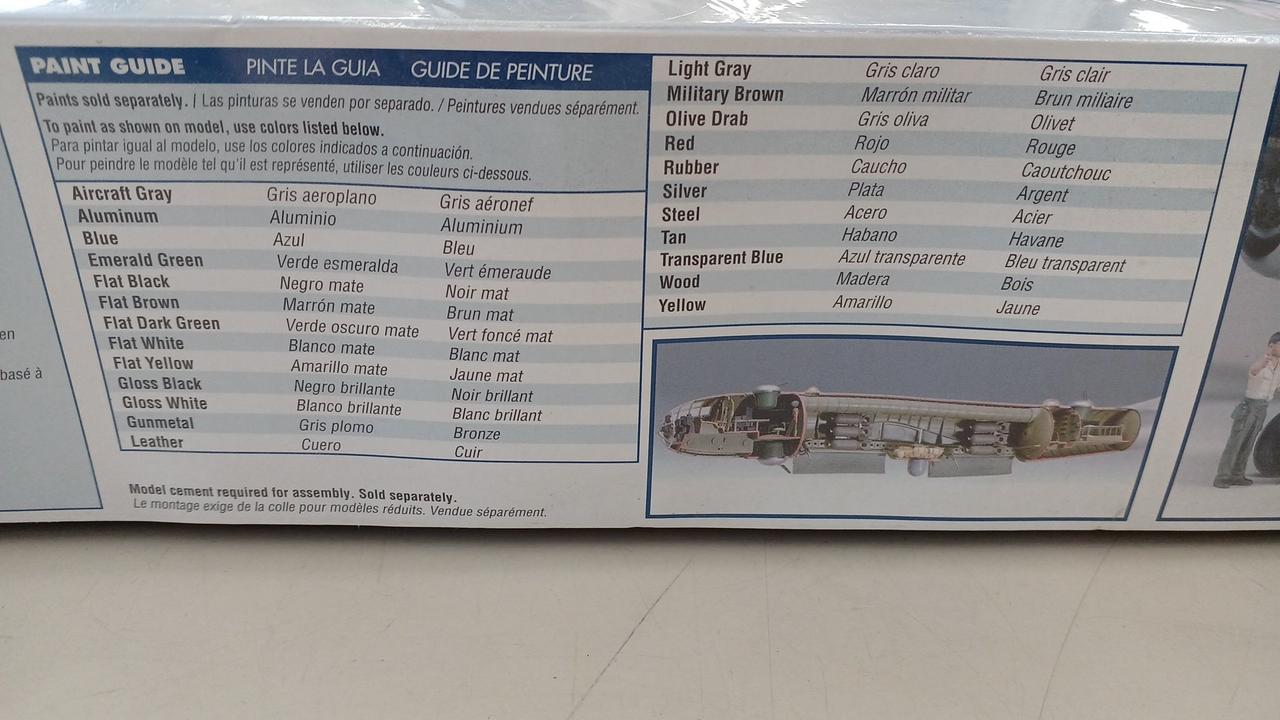 PAINT GUIDE PINTE LA GUIA GUIDE DE PEINTURE
Paints sold separately. / Las pinturas se venden por separado. / Peintures vendues séparément.
To paint as shown on model, use colors listed below.
Para pintar igual al modelo, use los colores indicados a continuación.
Pour peindre le modèle tel qu'il est représenté, utiliser les couleurs ci-dessous.
Aircraft Gray Gris aeroplano Gris aéronef
Aluminum Aluminio Aluminium
Blue Azul Bleu
Emerald Green Verde esmeralda Vert émeraude
Flat Black Negro mate Noir mat
Flat Brown Marrón mate Brun mat
Flat Dark Green Verde oscuro mate Vert foncé mat
Flat White Blanco mate Blanc mat
Flat Yellow Amarillo mate Jaune mat
Gloss Black Negro brillante Noir brillant
Gloss White Blanco brillante Blanc brillant
Gunmetal Gris plomo Bronze
Leather Cuero Cuir
Model cement required for assembly. Sold separately.
Le montage exige de la colle pour modèles réduits. Vendue séparément.
Light Gray Gris claro Gris clair
Military Brown Marrón militar Brun miliaire
Olive Drab Gris oliva Olivet
Red Rojo Rouge
Rubber Caucho Caoutchouc
Silver Plata Argent
Steel Acero Acier
Tan Habano Havane
Transparent Blue Azul transparente Bleu transparent
Wood Madera Bois
Yellow Amarillo Jaune
en
basé à